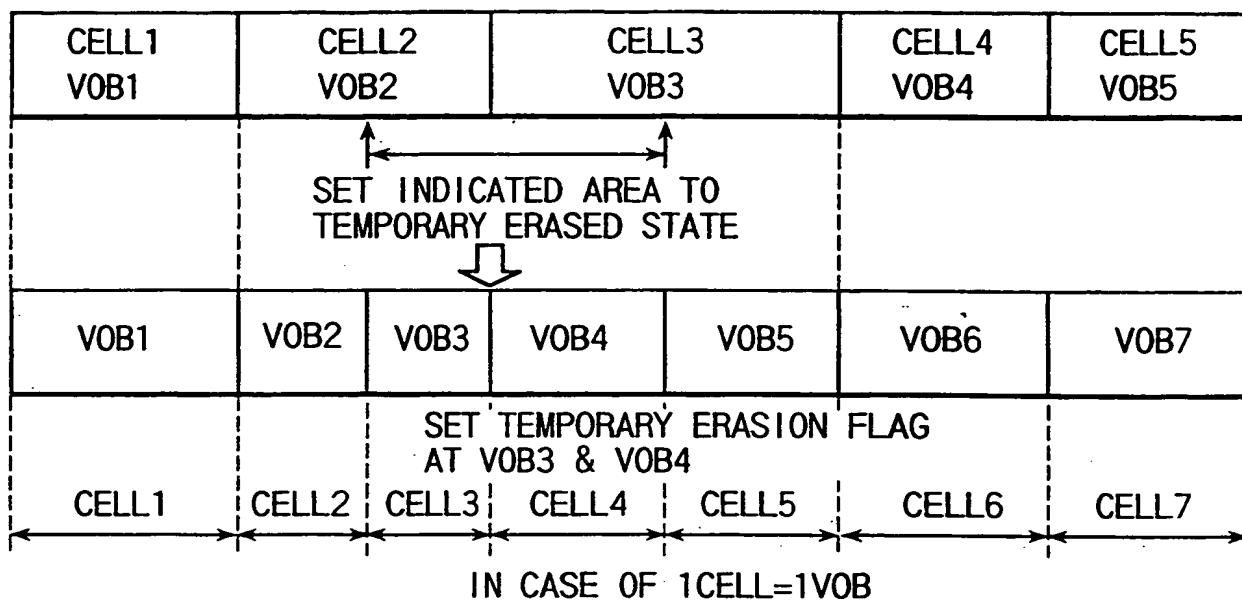 CELL1 CELL2 CELL3 CELL4 CELL5
VOB1 VOB2 VOB3 VOB4 VOB5
SET INDICATED AREA TO
TEMPORARY ERASED STATE
VOB1 VOB2 VOB3 VOB4 VOB5 VOB6 VOB7
SET TEMPORARY ERASION FLAG
AT VOB3 & VOB4
CELL1 CELL2 CELL3 CELL4 CELL5 CELL6 CELL7
IN CASE OF 1CELL=1VOB